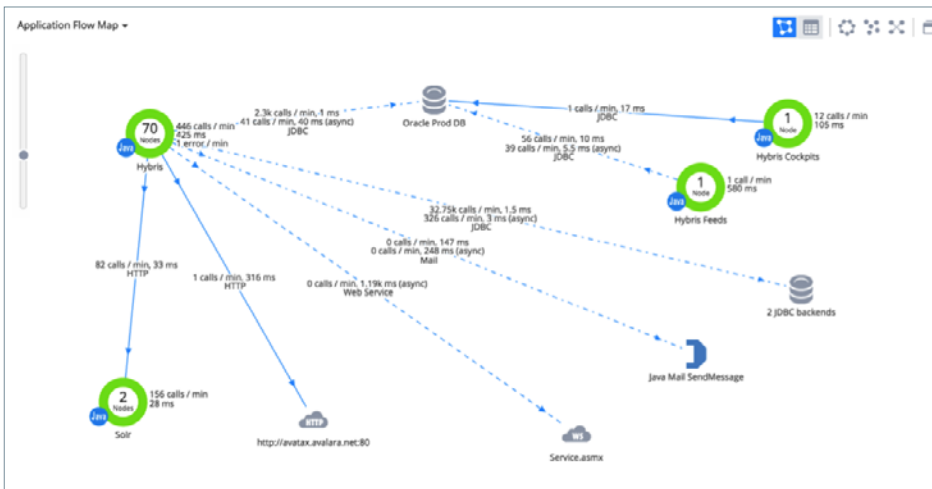 Application Flow Map
70
Nodes
Java
Hybris
446 calls / min
425 ms
1 error / min
2.3k calls / min, 1 ms
41 calls / min, 40 ms (async)
JDBC
Oracle Prod DB
1 call / min, 17 ms
JDBC
1
Node
Java
Hybris Cockpits
12 calls / min
105 ms
56 calls / min, 10 ms
39 calls / min, 5.5 ms (async)
JDBC
1
Node
Java
Hybris Feeds
1 call / min
580 ms
32.75k calls / min, 1.5 ms
326 calls / min, 3 ms (async)
JDBC
2 JDBC backends
0 calls / min, 147 ms
0 calls / min, 248 ms (async)
Mail
Java Mail SendMessage
0 calls / min, 1.19k ms (async)
Web Service
WS
Service.asmx
82 calls / min, 33 ms
HTTP
1 calls / min, 316 ms
HTTP
2
Nodes
Java
Solr
156 calls / min
28 ms
HTTP
http://avatax.avalara.net:80